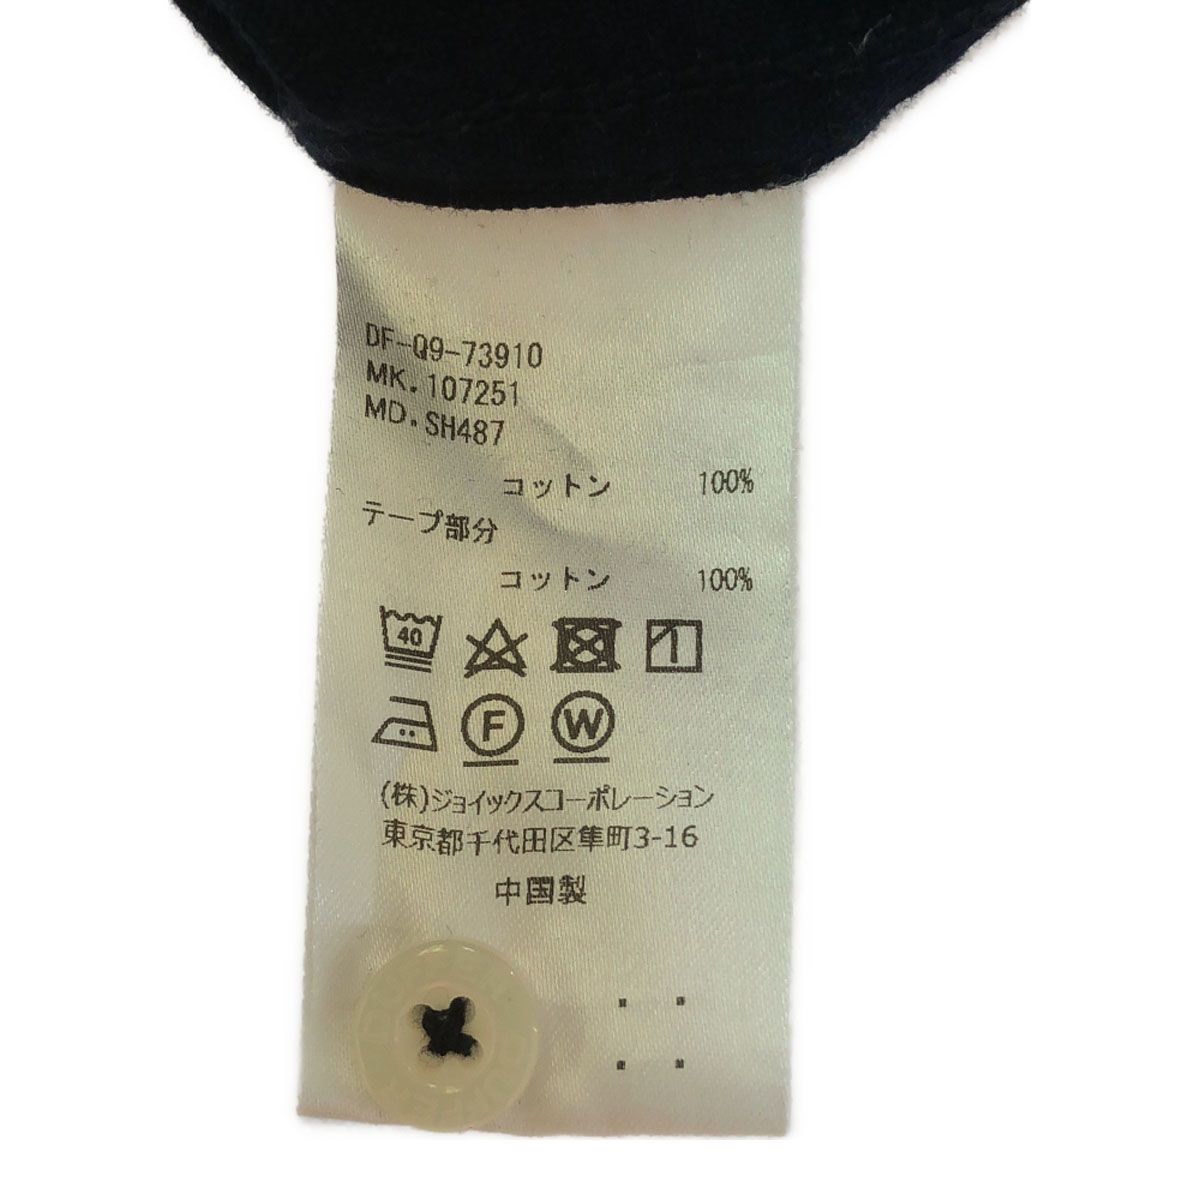 DF-Q9-73910
MK.107251
MD.SH487
コットン 100%
テープ部分
コットン 100%
40
F W
(株)ジョイックスコーポレーション
東京都千代田区隼町3-16
中国製